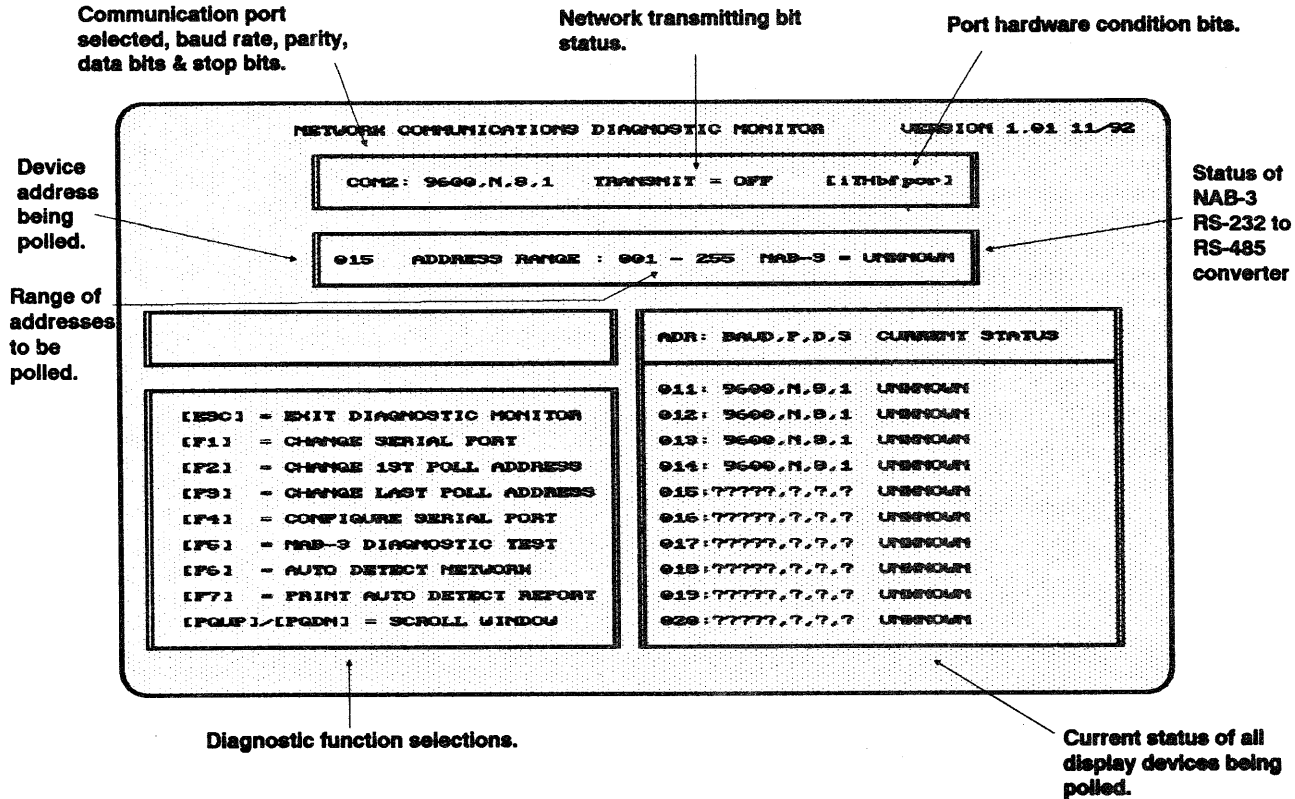 Communication port
selected, baud rate, parity,
data bits & stop bits.
Network transmitting bit
status.
Port hardware condition bits.
NETWORK COMMUNICATIONS DIAGNOSTIC MONITOR VERSION 1.01 11/92
COM2: 9600,N,8,1 TRANSMIT = OFF [iTHbfpor]
Device
address
being
polled.
Status of
NAB-3
RS-232 to
RS-485
converter
015 ADDRESS RANGE : 001 - 255 NAB-3 = UNKNOWN
Range of
addresses
to be
polled.
[ESC] = EXIT DIAGNOSTIC MONITOR
[F1] = CHANGE SERIAL PORT
[F2] = CHANGE 1ST POLL ADDRESS
[F3] = CHANGE LAST POLL ADDRESS
[F4] = CONFIGURE SERIAL PORT
[F5] = NAB-3 DIAGNOSTIC TEST
[F6] = AUTO DETECT NETWORK
[F7] = PRINT AUTO DETECT REPORT
[PGUP]/[PGDN] = SCROLL WINDOW
ADR: BAUD,P,D,S CURRENT STATUS
011: 9600,N,8,1 UNKNOWN
012: 9600,N,8,1 UNKNOWN
013: 9600,N,8,1 UNKNOWN
014: 9600,N,8,1 UNKNOWN
015:?????,?,?,? UNKNOWN
016:?????,?,?,? UNKNOWN
017:?????,?,?,? UNKNOWN
018:?????,?,?,? UNKNOWN
019:?????,?,?,? UNKNOWN
020:?????,?,?,? UNKNOWN
Diagnostic function selections.
Current status of all
display devices being
polled.